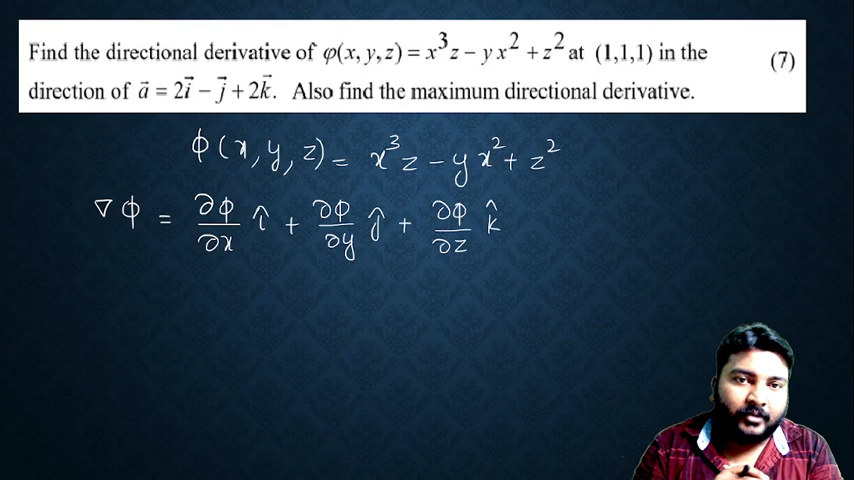 Find the directional derivative of φ(x, y, z) = x³z − yx² + z² at (1,1,1) in the (7)
direction of a⃗ = 2i⃗ − j⃗ + 2k⃗. Also find the maximum directional derivative.
ϕ(x, y, z) = x³z − yx² + z²
∇ϕ = ∂ϕ/∂x î + ∂ϕ/∂y ĵ + ∂ϕ/∂z k̂